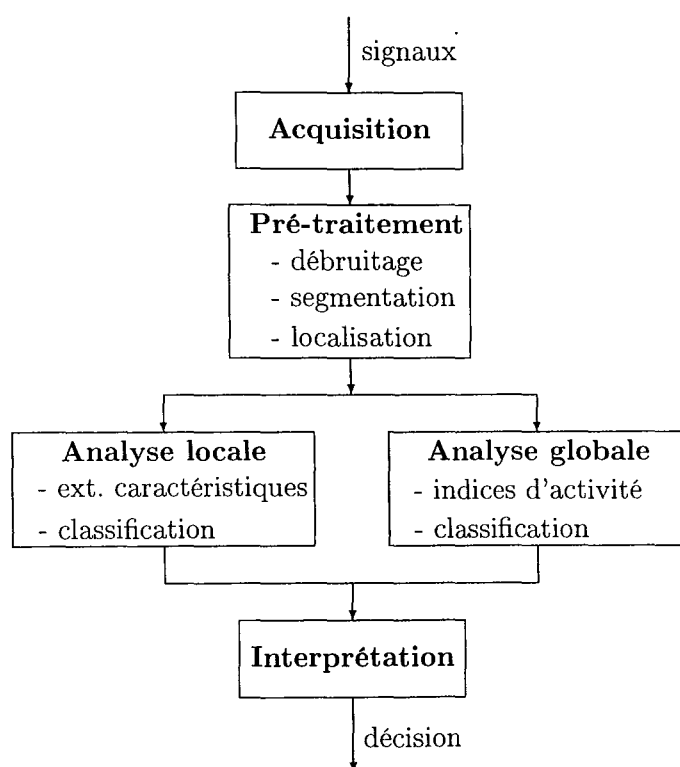 signaux
Acquisition
Pré-traitement
- débruitage
- segmentation
- localisation
Analyse locale
- ext. caractéristiques
- classification
Analyse globale
- indices d'activité
- classification
Interprétation
décision